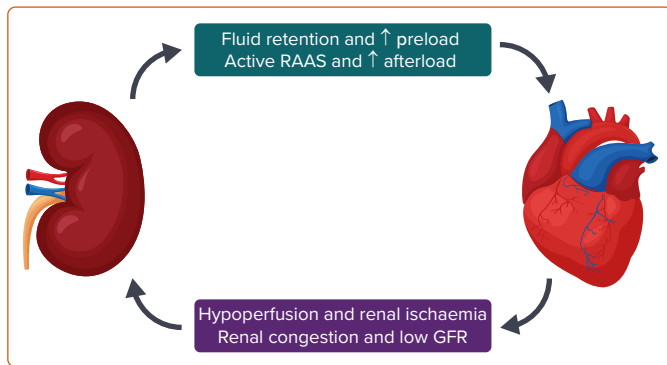 Fluid retention and ↑ preload
Active RAAS and ↑ afterload
Hypoperfusion and renal ischaemia
Renal congestion and low GFR